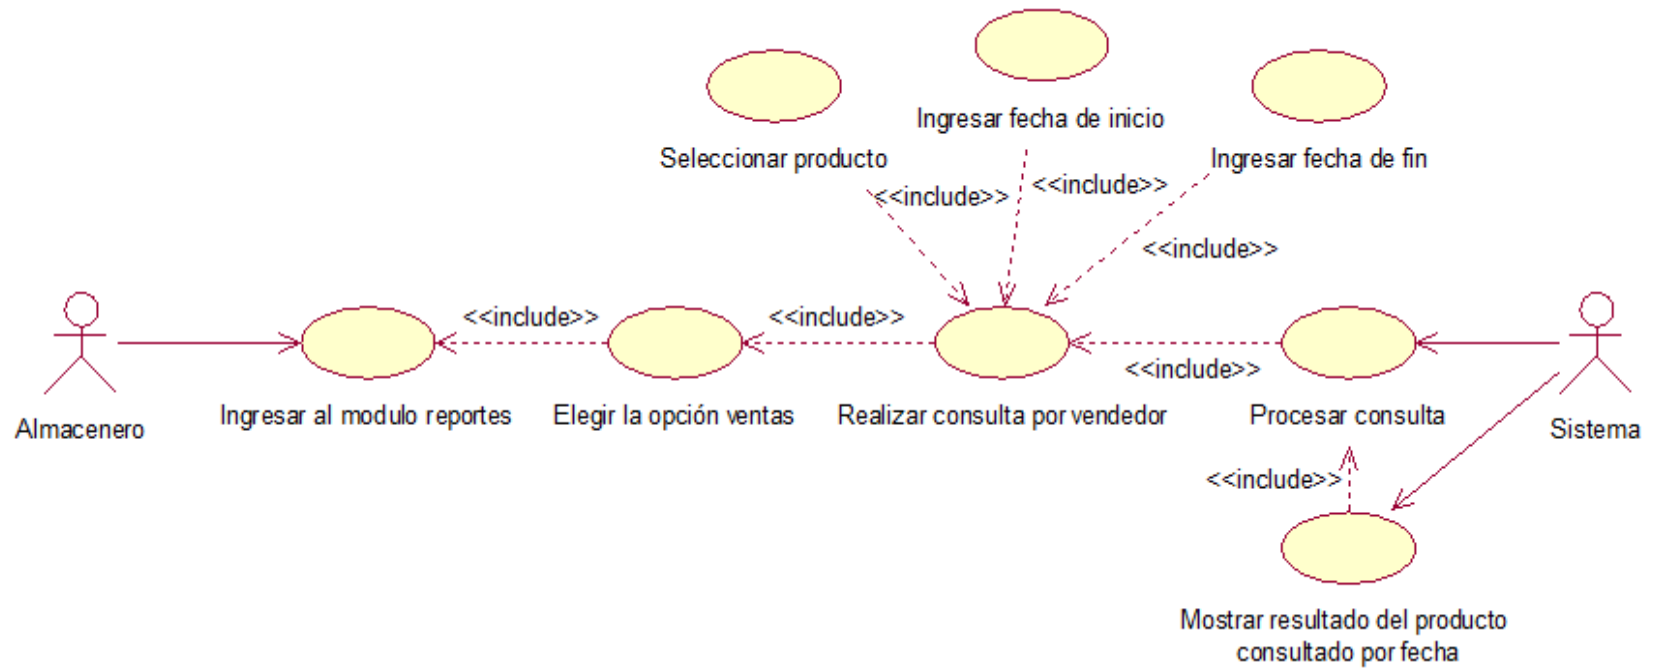 Ingresar fecha de inicio
Seleccionar producto
Ingresar fecha de fin
<<include>>
<<include>>
<<include>>
<<include>>
<<include>>
<<include>>
Almacenero
Ingresar al modulo reportes
Elegir la opción ventas
Realizar consulta por vendedor
Procesar consulta
Sistema
<<include>>
Mostrar resultado del producto
consultado por fecha